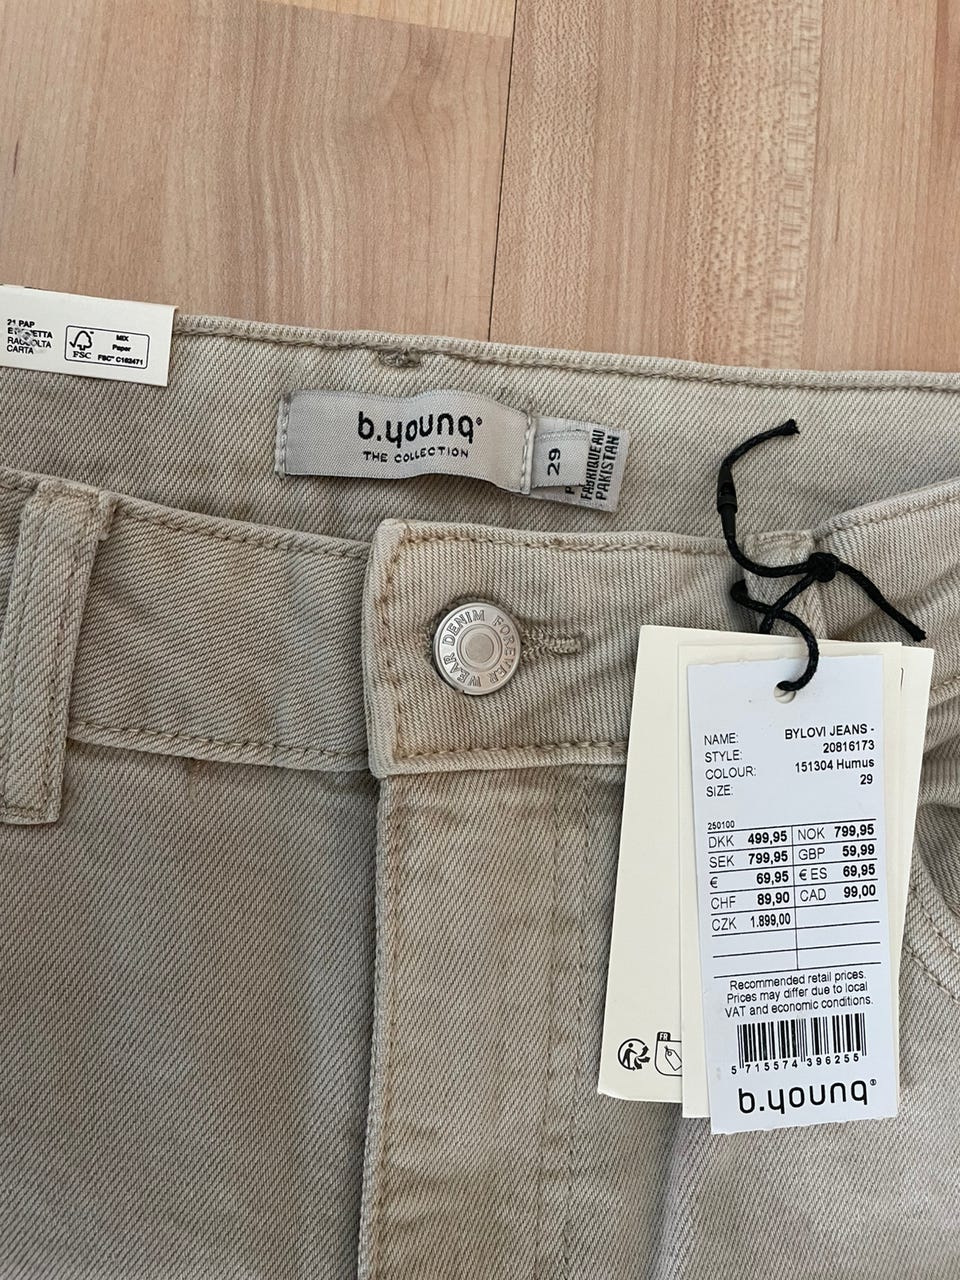 21 PAP
ETICHETTA
RACCOLTA
CARTA
FSC
MIX
Paper
FSC™ C162471
b.young®
THE COLLECTION
29
FABRIQUE AU
PAKISTAN
WEAR DENIM FOREVER
NAME: BYLOVI JEANS -
STYLE: 20816173
COLOUR: 151304 Humus
SIZE: 29
250100
DKK 499,95 NOK 799,95
SEK 799,95 GBP 59,99
€ 69,95 € ES 69,95
CHF 89,90 CAD 99,00
CZK 1.899,00
Recommended retail prices.
Prices may differ due to local
VAT and economic conditions.
5 715574 396255
b.young®
FR